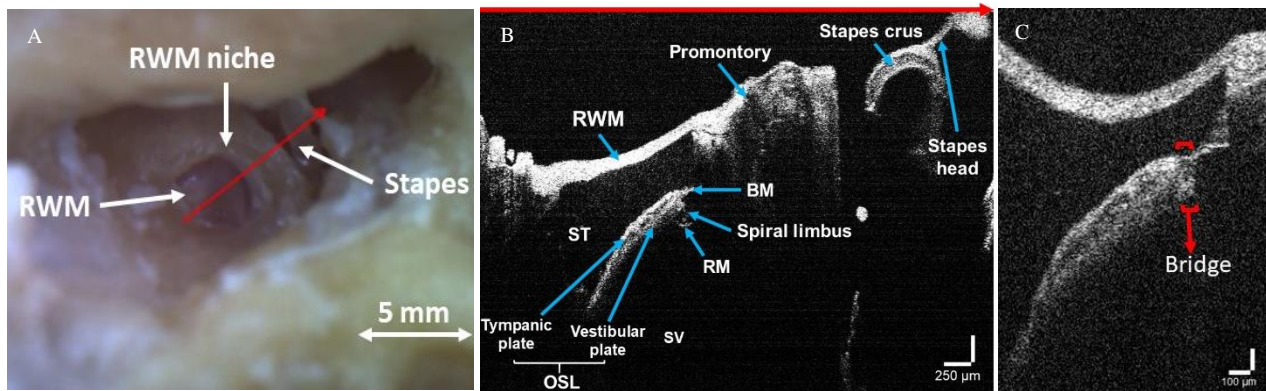 A
RWM niche
RWM
Stapes
5 mm
B
Promontory
Stapes crus
RWM
Stapes
head
BM
ST
Spiral limbus
RM
Tympanic
plate
Vestibular
plate
SV
OSL
250 µm
C
Bridge
100 µm